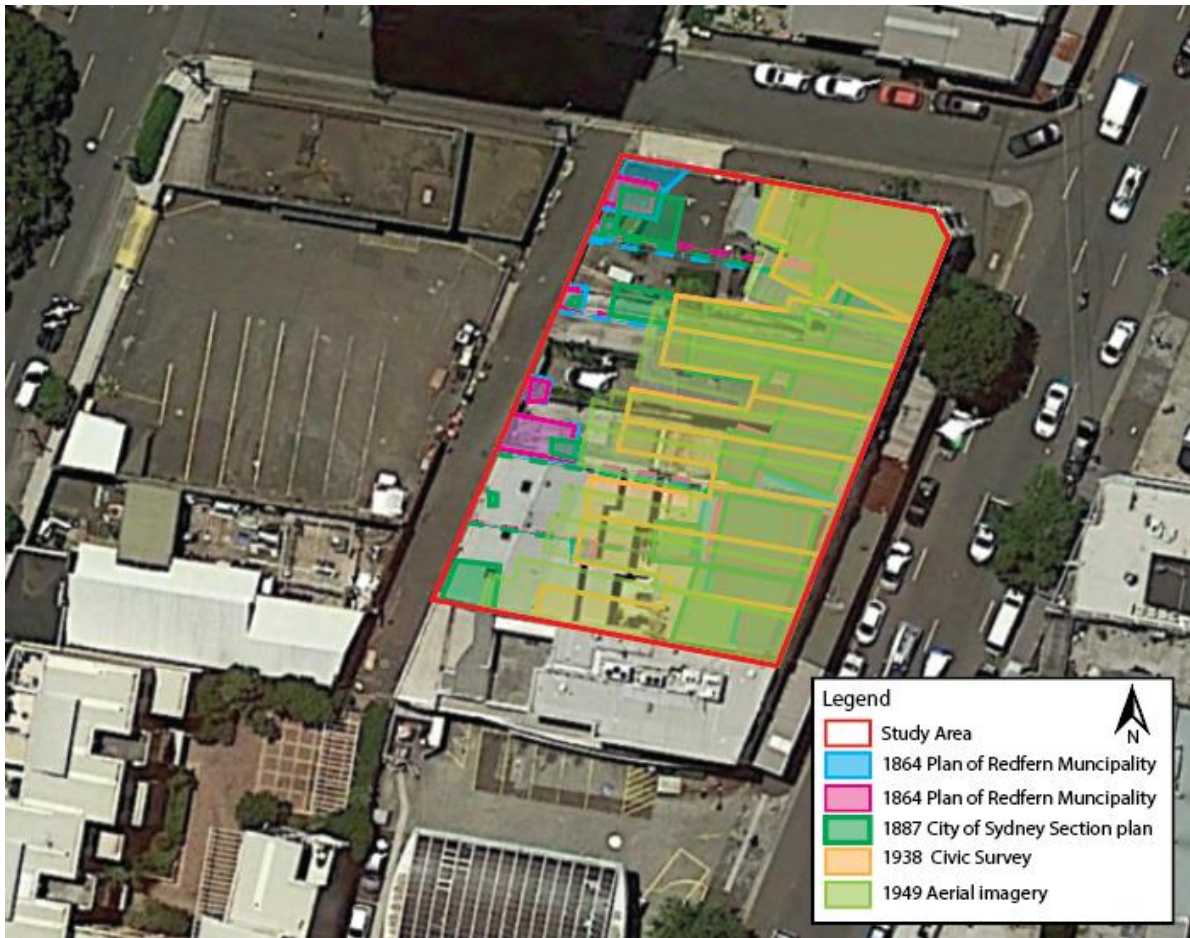 Legend
N
Study Area
1864 Plan of Redfern Muncipality
1864 Plan of Redfern Muncipality
1887 City of Sydney Section plan
1938 Civic Survey
1949 Aerial imagery